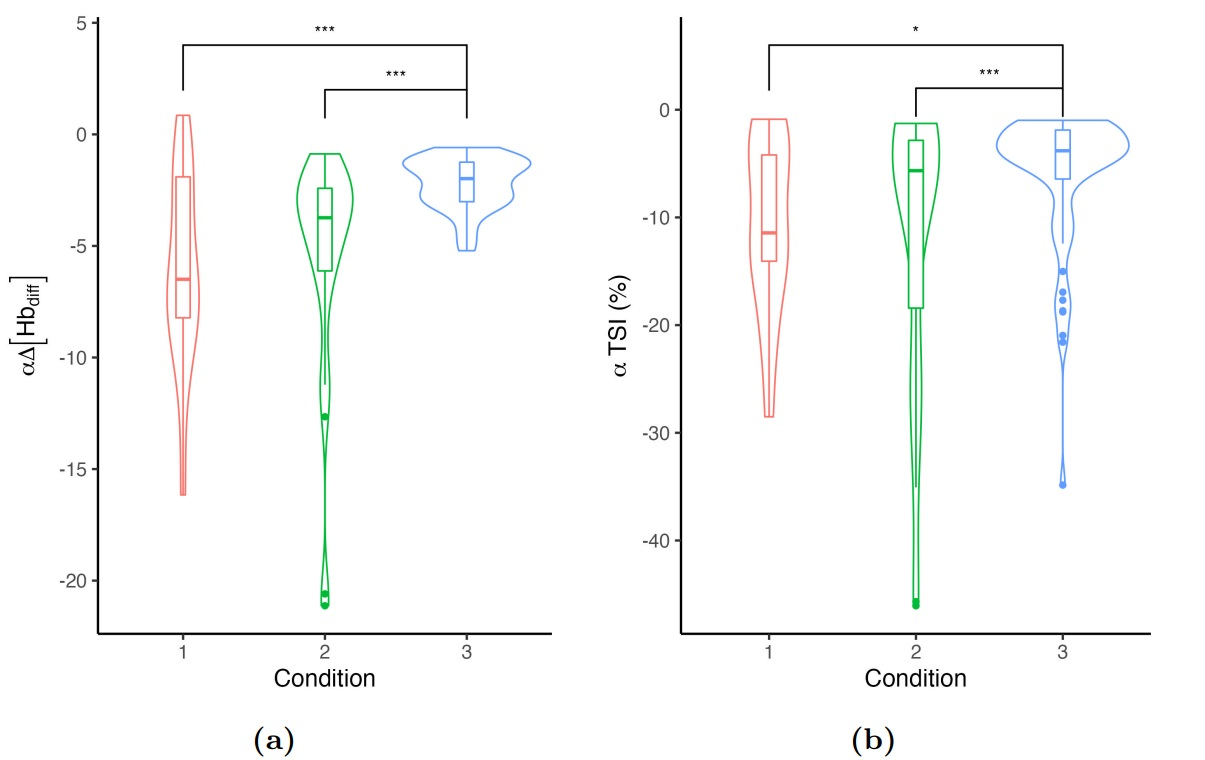 5
0
-5
-10
-15
-20
αΔ[Hbdiff]
***
***
1 2 3
Condition
(a)
0
-10
-20
-30
-40
α TSI (%)
*
***
1 2 3
Condition
(b)